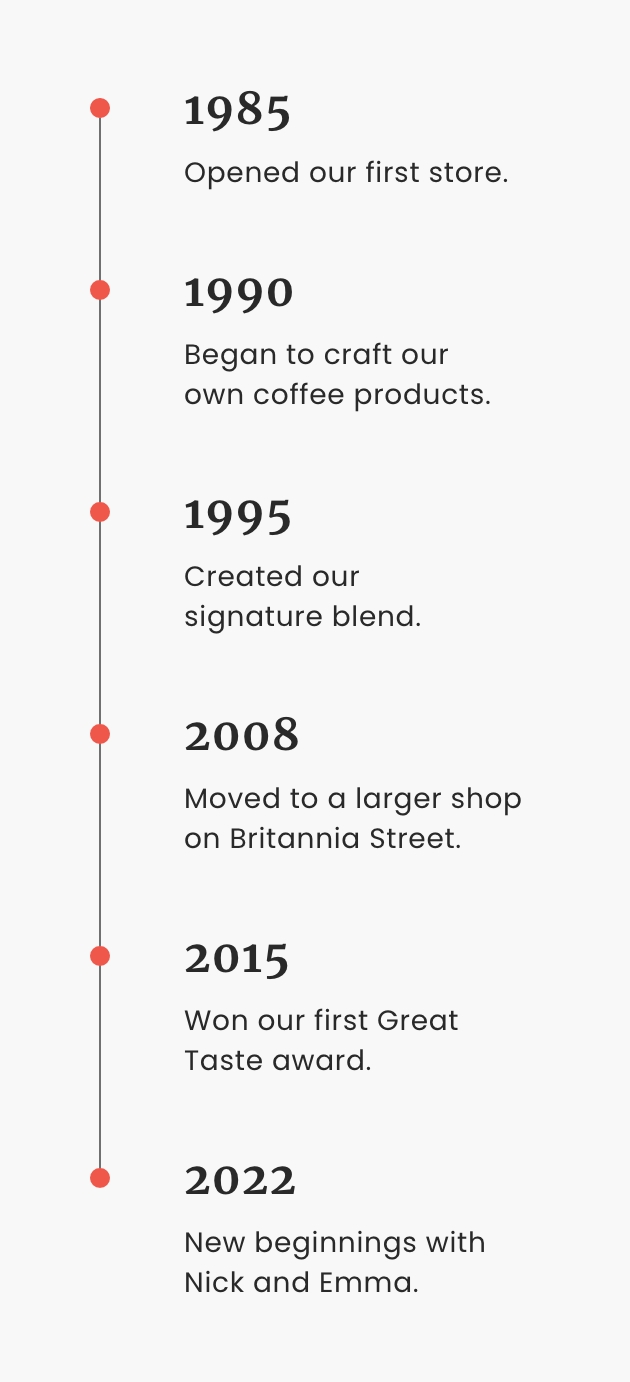 1985
Opened our first store.
1990
Began to craft our
own coffee products.
1995
Created our
signature blend.
2008
Moved to a larger shop
on Britannia Street.
2015
Won our first Great
Taste award.
2022
New beginnings with
Nick and Emma.